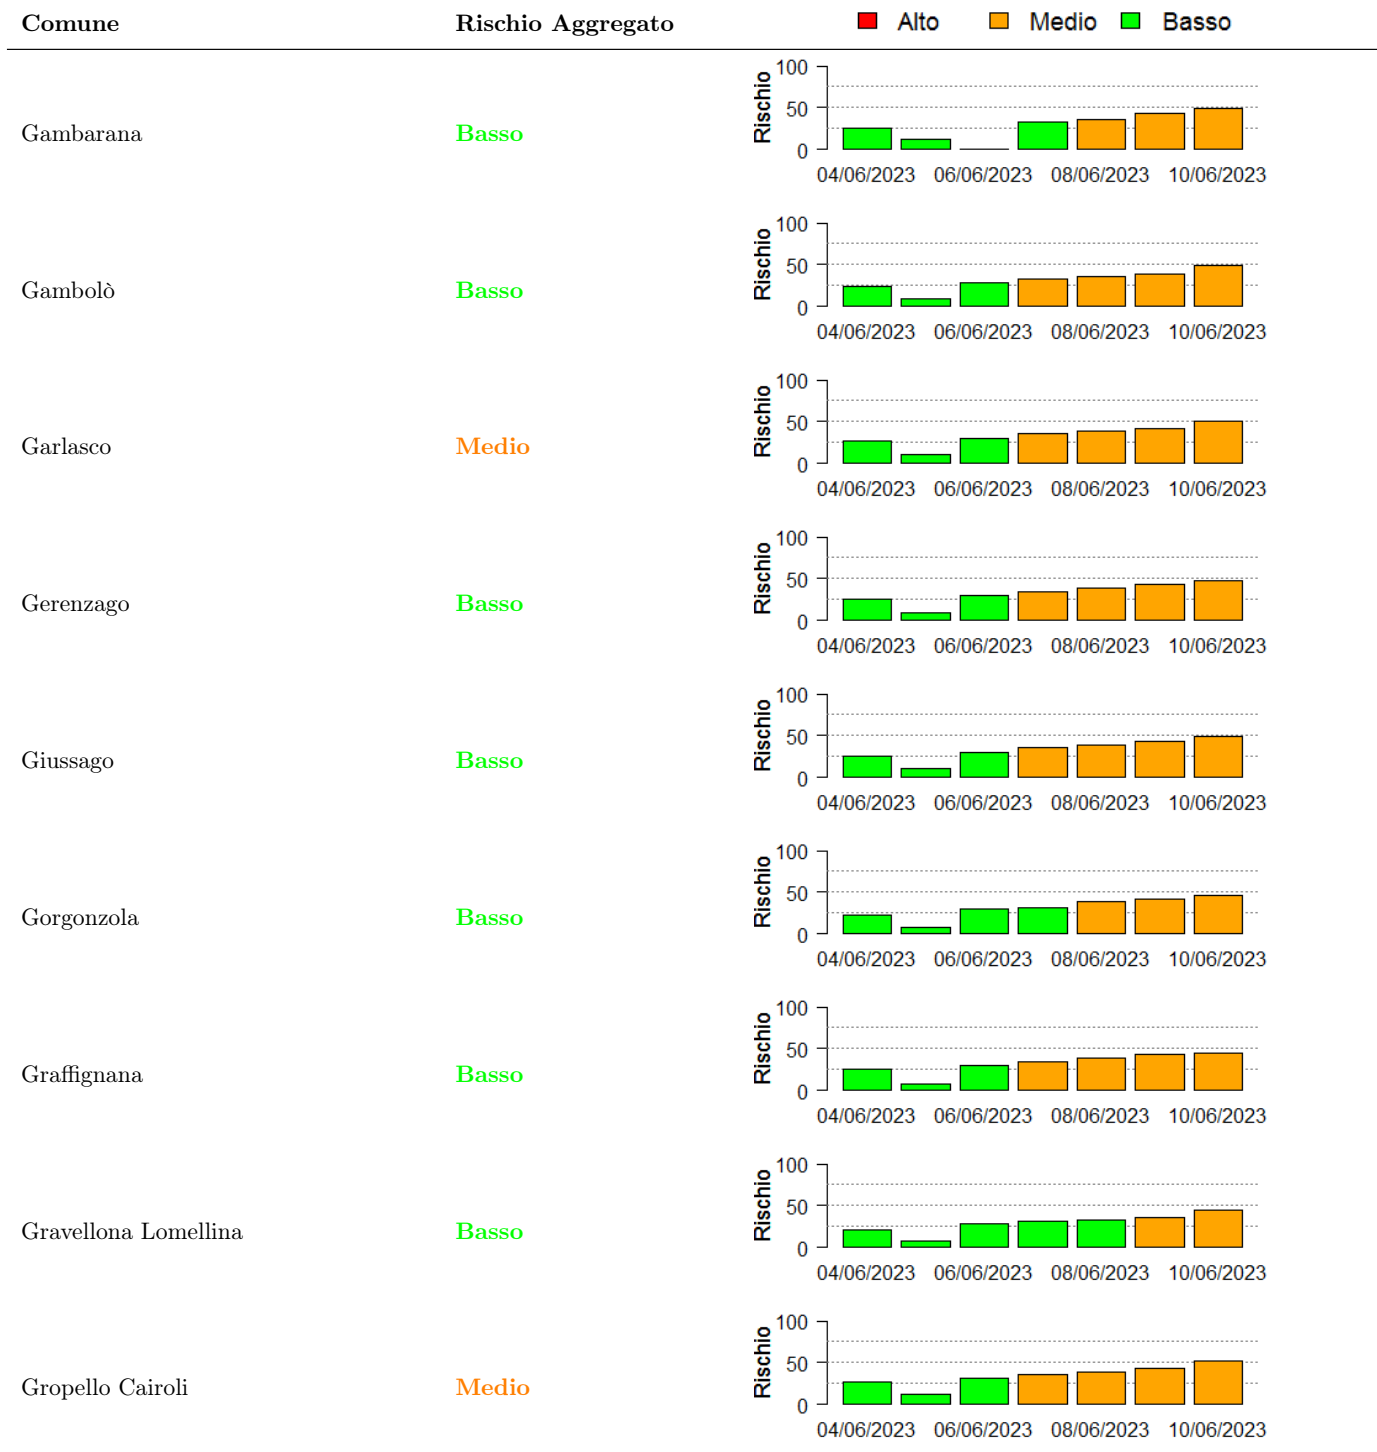 Comune Rischio Aggregato Alto Medio Basso
Gambarana Basso Rischio 100 50 0
04/06/2023 06/06/2023 08/06/2023 10/06/2023
Gambolò Basso Rischio 100 50 0
04/06/2023 06/06/2023 08/06/2023 10/06/2023
Garlasco Medio Rischio 100 50 0
04/06/2023 06/06/2023 08/06/2023 10/06/2023
Gerenzago Basso Rischio 100 50 0
04/06/2023 06/06/2023 08/06/2023 10/06/2023
Giussago Basso Rischio 100 50 0
04/06/2023 06/06/2023 08/06/2023 10/06/2023
Gorgonzola Basso Rischio 100 50 0
04/06/2023 06/06/2023 08/06/2023 10/06/2023
Graffignana Basso Rischio 100 50 0
04/06/2023 06/06/2023 08/06/2023 10/06/2023
Gravellona Lomellina Basso Rischio 100 50 0
04/06/2023 06/06/2023 08/06/2023 10/06/2023
Gropello Cairoli Medio Rischio 100 50 0
04/06/2023 06/06/2023 08/06/2023 10/06/2023